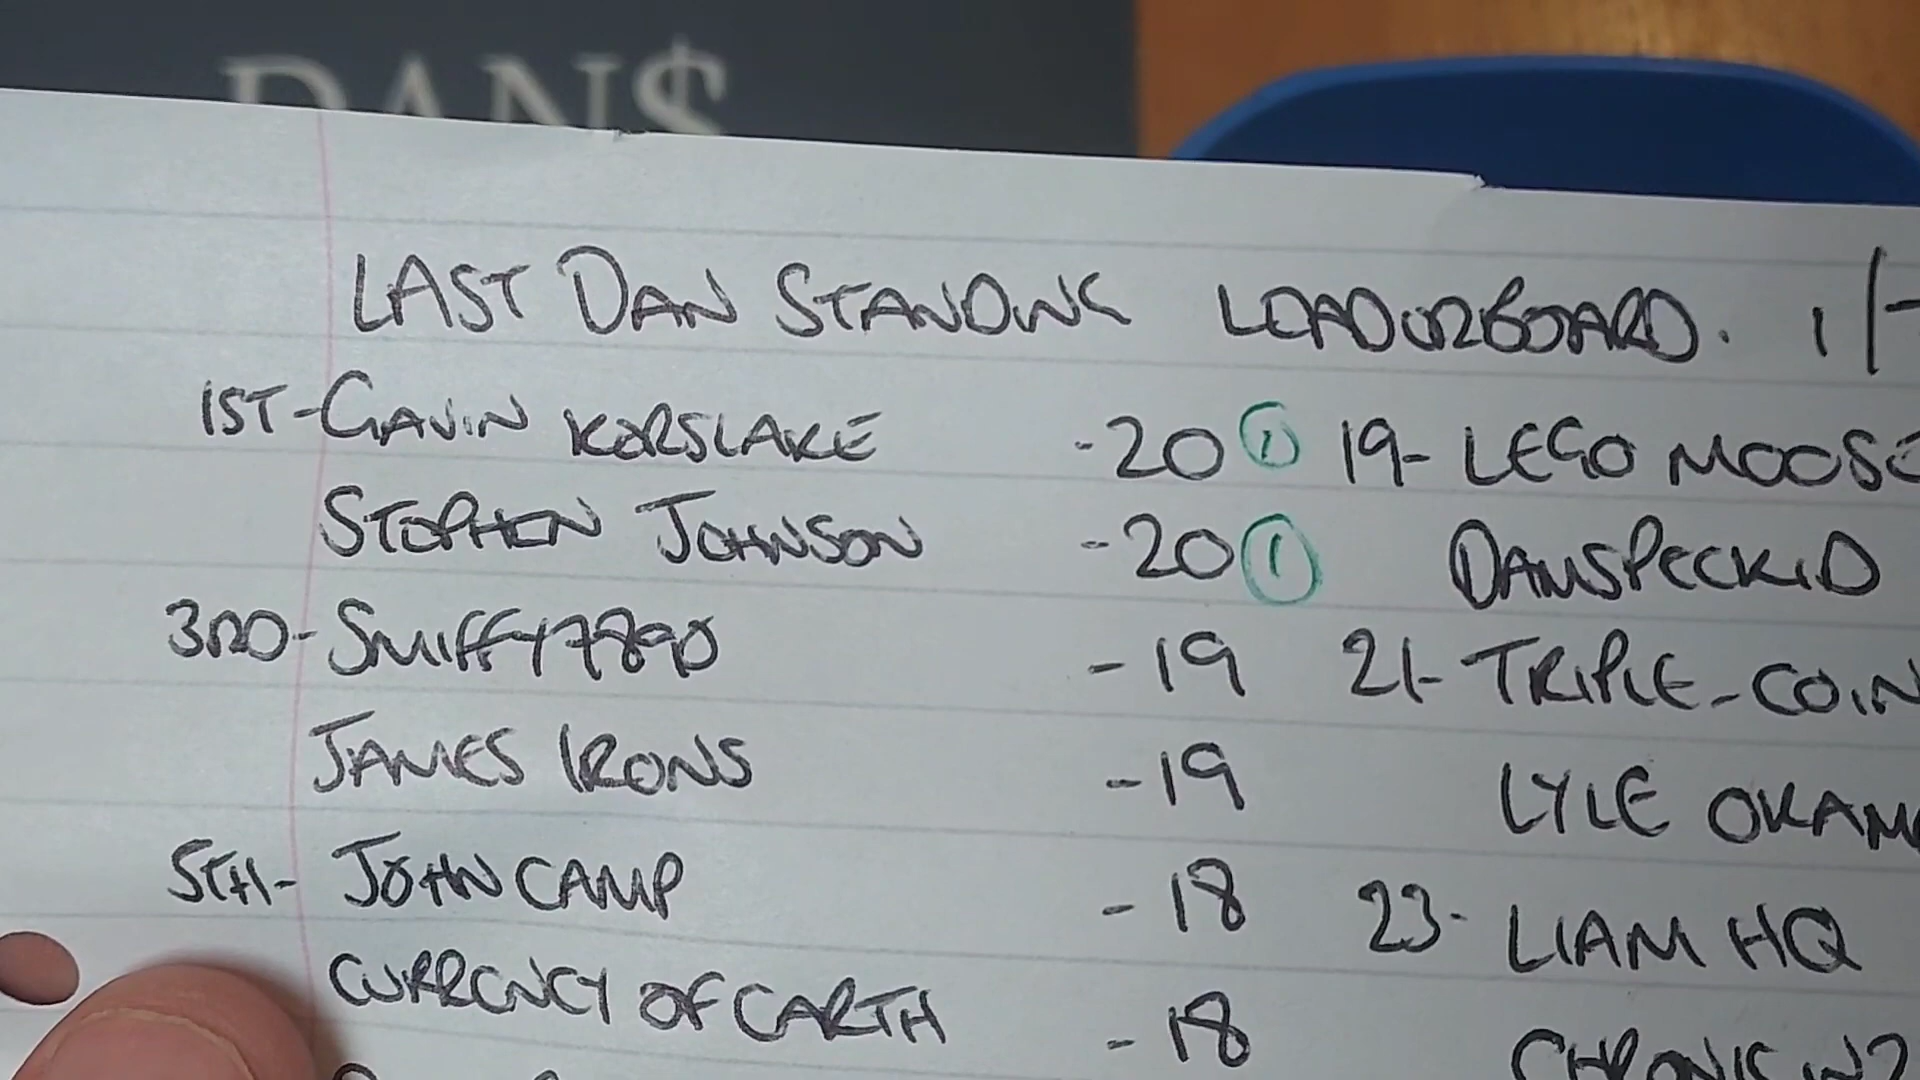 DAN$
LAST DAN STANDING LEADERBOARD. 1/-
1ST- GAVIN KERSLAKE -20 (1) 19- LEGO MOOSE
STEPHEN JOHNSON -20 (1) DANSPECKID
3RD- SMIFFY7890 -19 21- TRIPLE-COIN
JAMES IRONS -19 LYLE OKAM
5TH- JOHN CAMP -18 23- LIAM HQ
CURRENCY OF EARTH -18